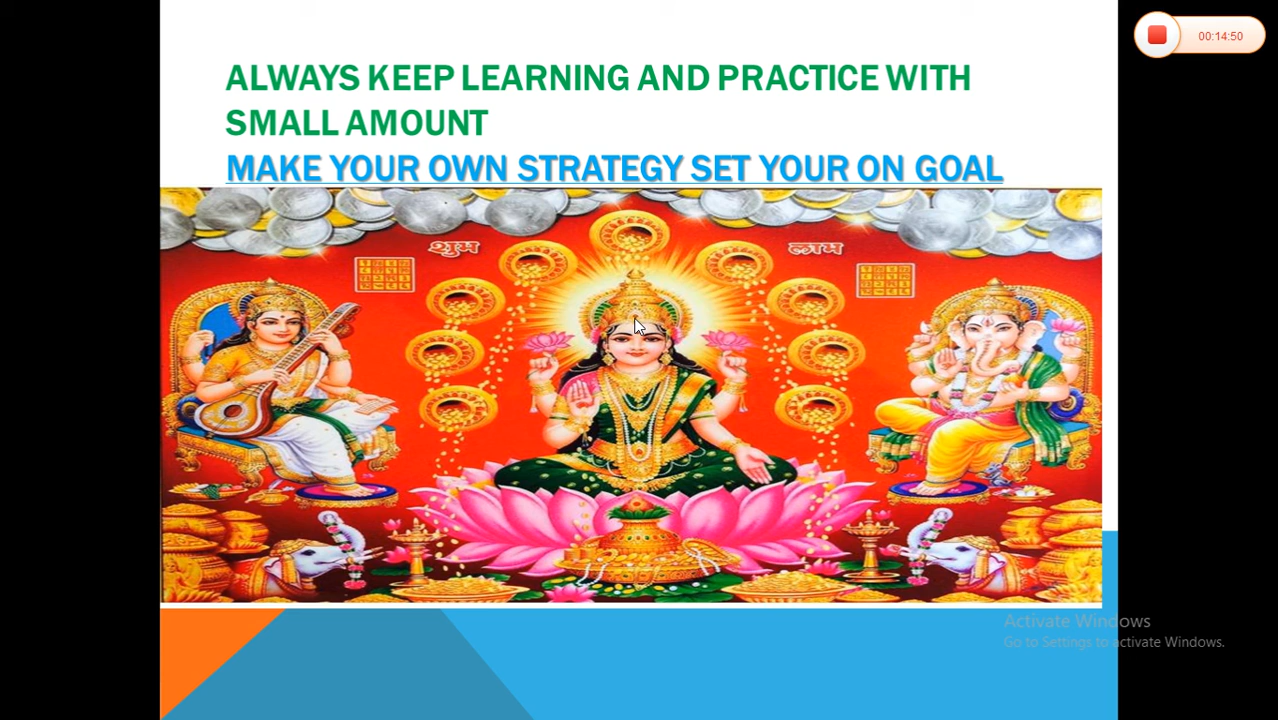 00:14:50
ALWAYS KEEP LEARNING AND PRACTICE WITH
SMALL AMOUNT
MAKE YOUR OWN STRATEGY SET YOUR ON GOAL
शुभ लाभ
Activate Windows
Go to Settings to activate Windows.